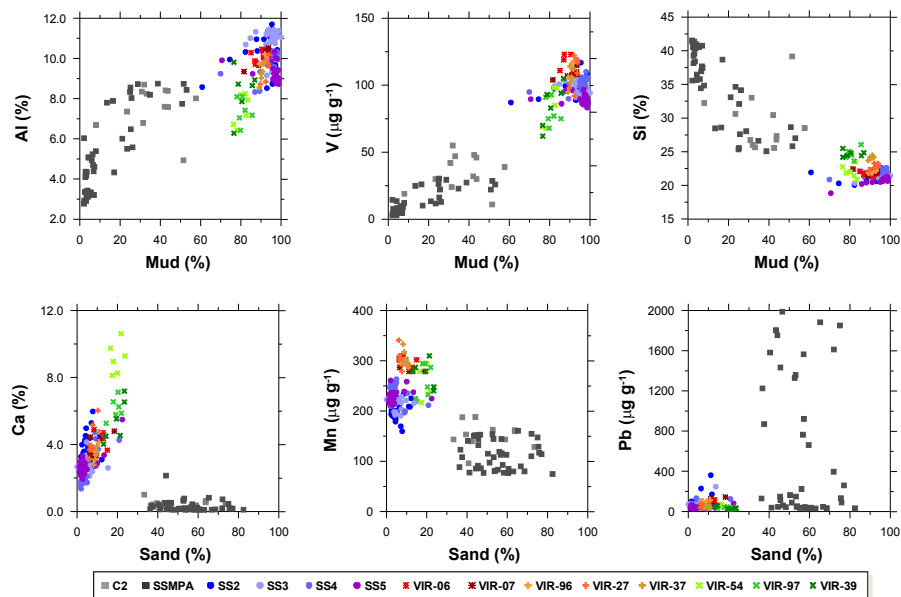 12.0
10.0
8.0
6.0
4.0
2.0
Al (%)
0 20 40 60 80 100
Mud (%)
150
100
50
0
V (µg g-1)
0 20 40 60 80 100
Mud (%)
45
40
35
30
25
20
15
Si (%)
0 20 40 60 80 100
Mud (%)
12.0
8.0
4.0
0.0
Ca (%)
0 20 40 60 80 100
Sand (%)
400
300
200
100
0
Mn (µg g-1)
0 20 40 60 80 100
Sand (%)
2000
1600
1200
800
400
0
Pb (µg g-1)
0 20 40 60 80 100
Sand (%)
C2 SSMPA SS2 SS3 SS4 SS5 VIR-06 VIR-07 VIR-96 VIR-27 VIR-37 VIR-54 VIR-97 VIR-39